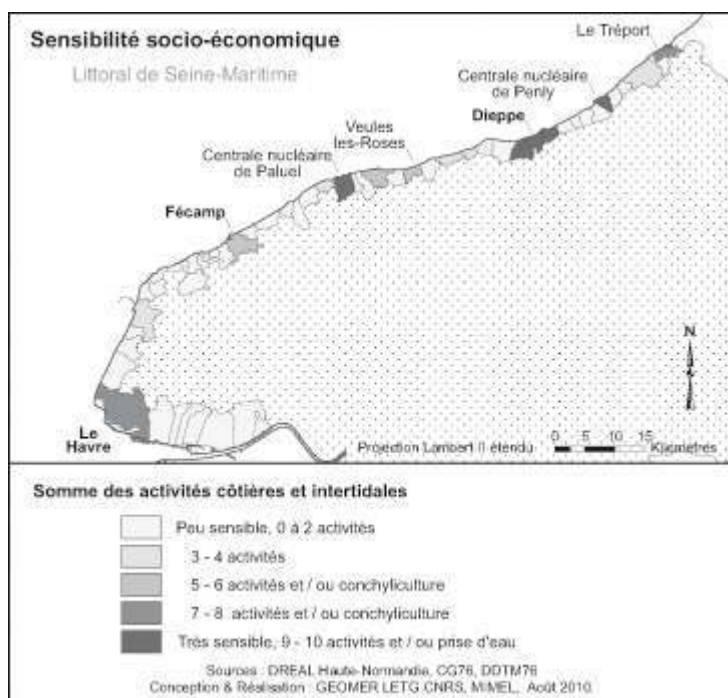 Sensibilité socio-économique
Littoral de Seine-Maritime
Le Tréport
Centrale nucléaire
de Penly
Dieppe
Veules
les-Roses
Centrale nucléaire
de Paluel
Fécamp
Le
Havre
N
Projection Lambert II étendu
0 5 10 15
Kilomètres
Somme des activités côtières et intertidales
Peu sensible, 0 à 2 activités
3 - 4 activités
5 - 6 activités et / ou conchyliculture
7 - 8 activités et / ou conchyliculture
Très sensible, 9 - 10 activités et / ou prise d'eau
Sources : DREAL Haute-Normandie, CG76, DDTM76
Conception & Réalisation : GEOMER LETG CNRS, MIMEL, Août 2010